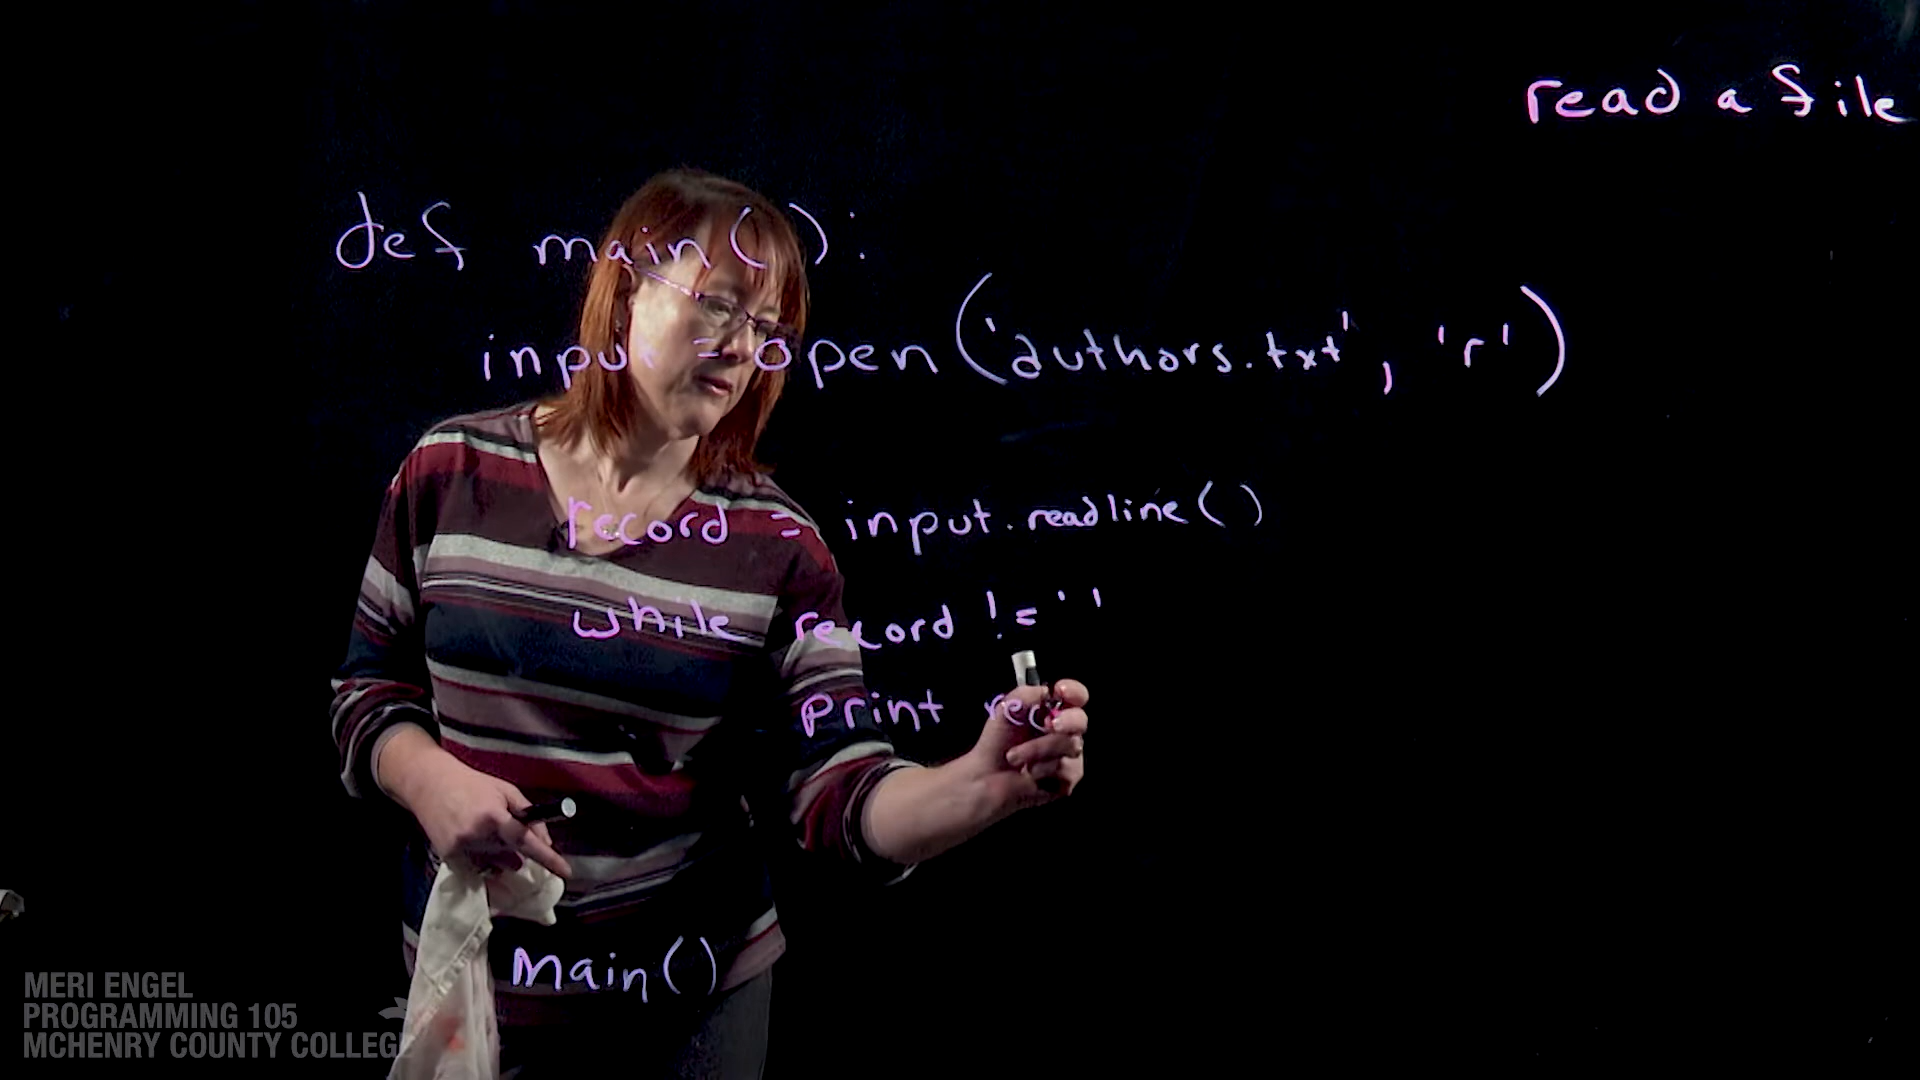 read a file
def main():
input = open('authors.txt', 'r')
record = input.readline()
while record != ''
print rec
main()
MERI ENGEL
PROGRAMMING 105
MCHENRY COUNTY COLLEGE